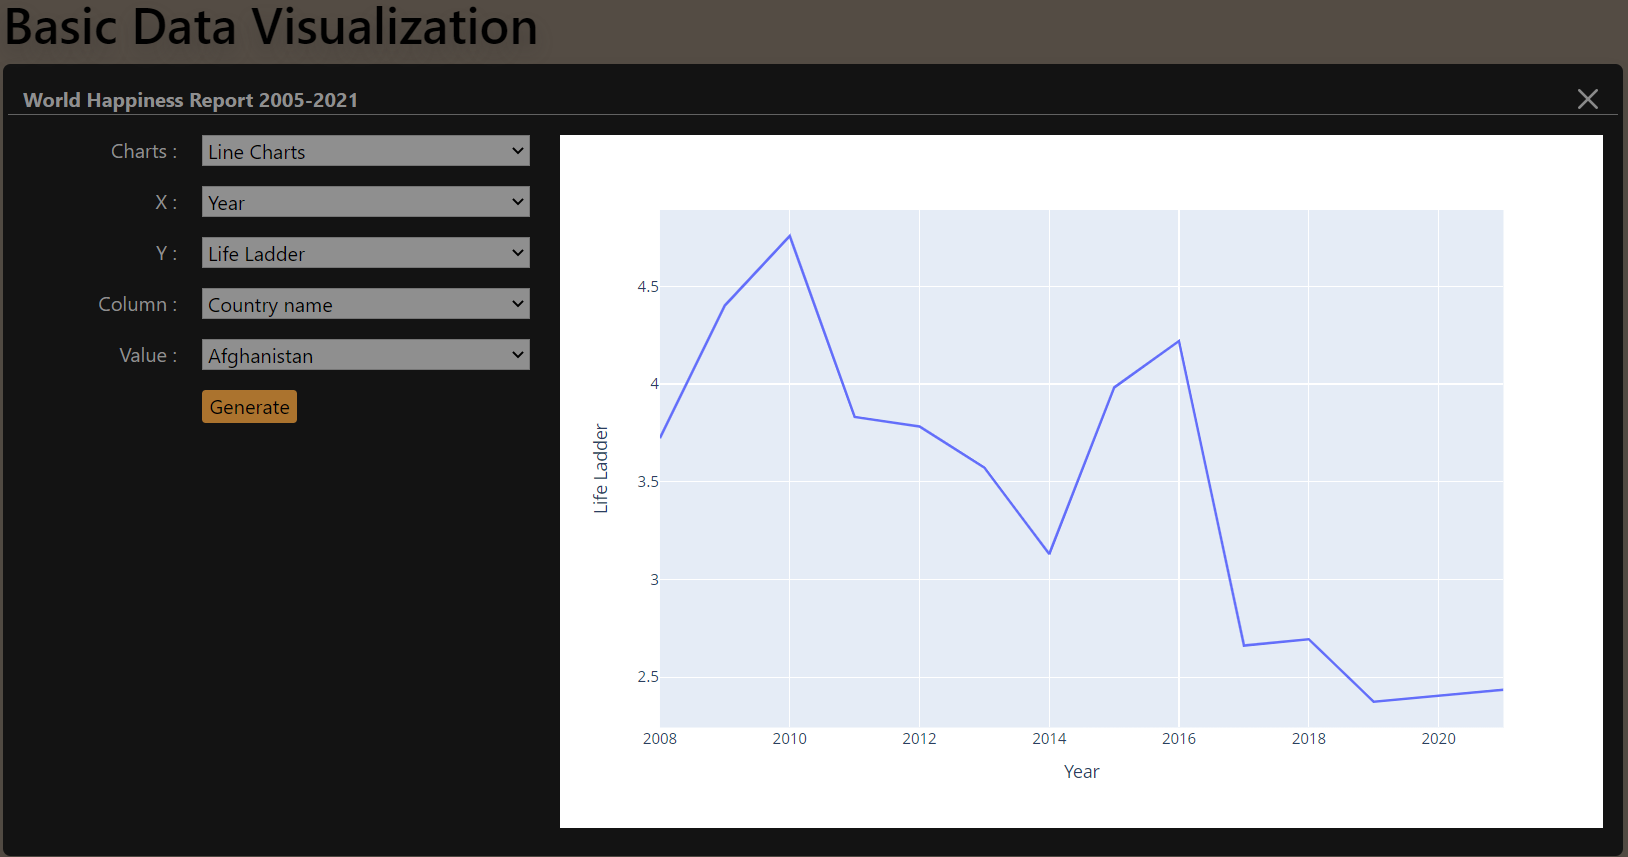 Basic Data Visualization
World Happiness Report 2005-2021
Charts : Line Charts
X : Year
Y : Life Ladder
Column : Country name
Value : Afghanistan
Generate
4.5
4
3.5
3
2.5
Life Ladder
2008 2010 2012 2014 2016 2018 2020
Year